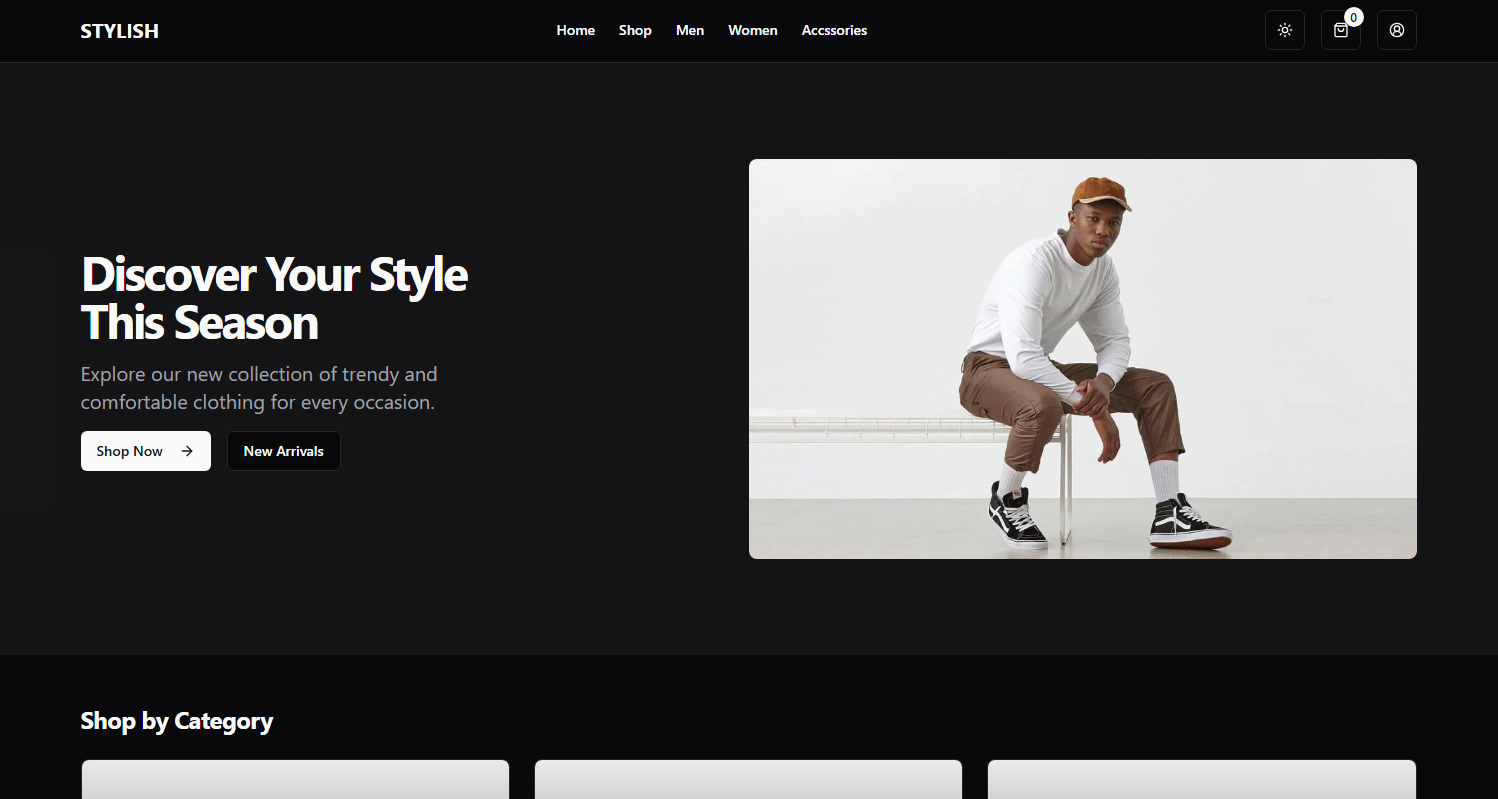 STYLISH
Home Shop Men Women Accssories
0
Discover Your Style
This Season
Explore our new collection of trendy and
comfortable clothing for every occasion.
Shop Now
New Arrivals
Shop by Category